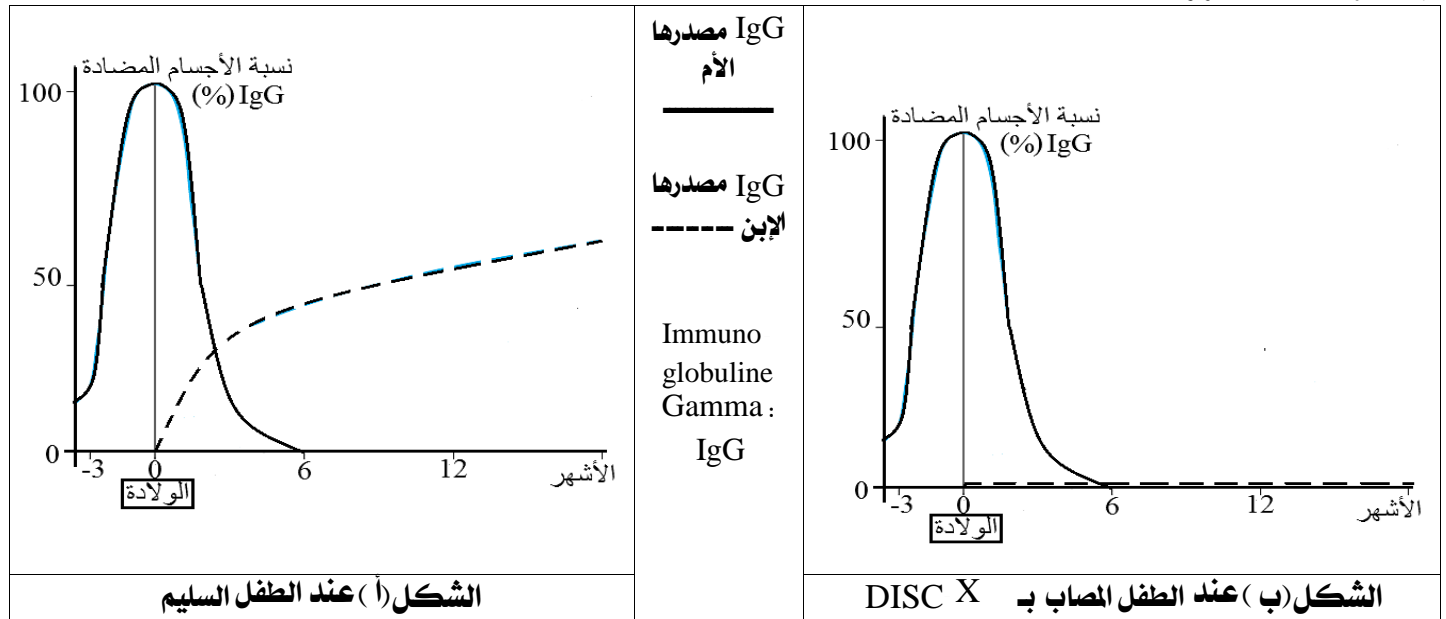 نسبة الأجسام المضادة
(%) IgG
100
50
0
-3
0
6
12
الأشهر
الولادة
الشكل(أ) عند الطفل السليم
IgG مصدرها
الأم
IgG مصدرها
الإبن
Immuno
globuline
Gamma :
IgG
نسبة الأجسام المضادة
(%) IgG
100
50
0
-3
0
6
12
الأشهر
الولادة
الشكل(ب) عند الطفل المصاب بـ DISC X